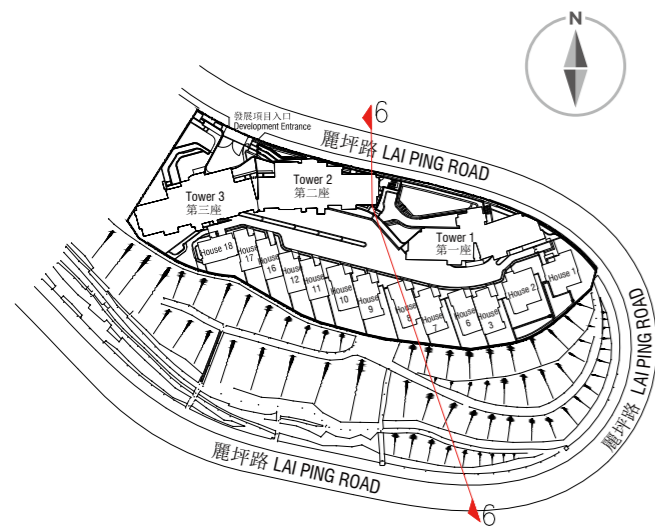 N
6
發展項目入口
Development Entrance
麗坪路 LAI PING ROAD
Tower 2
第二座
Tower 3
第三座
Tower 1
第一座
House 18
House 17
House 16
House 12
House 11
House 10
House 9
House 8
House
House 6
House 3
House 2
House 1
麗坪路 LAI PING ROAD
麗坪路 LAI PING ROAD
6